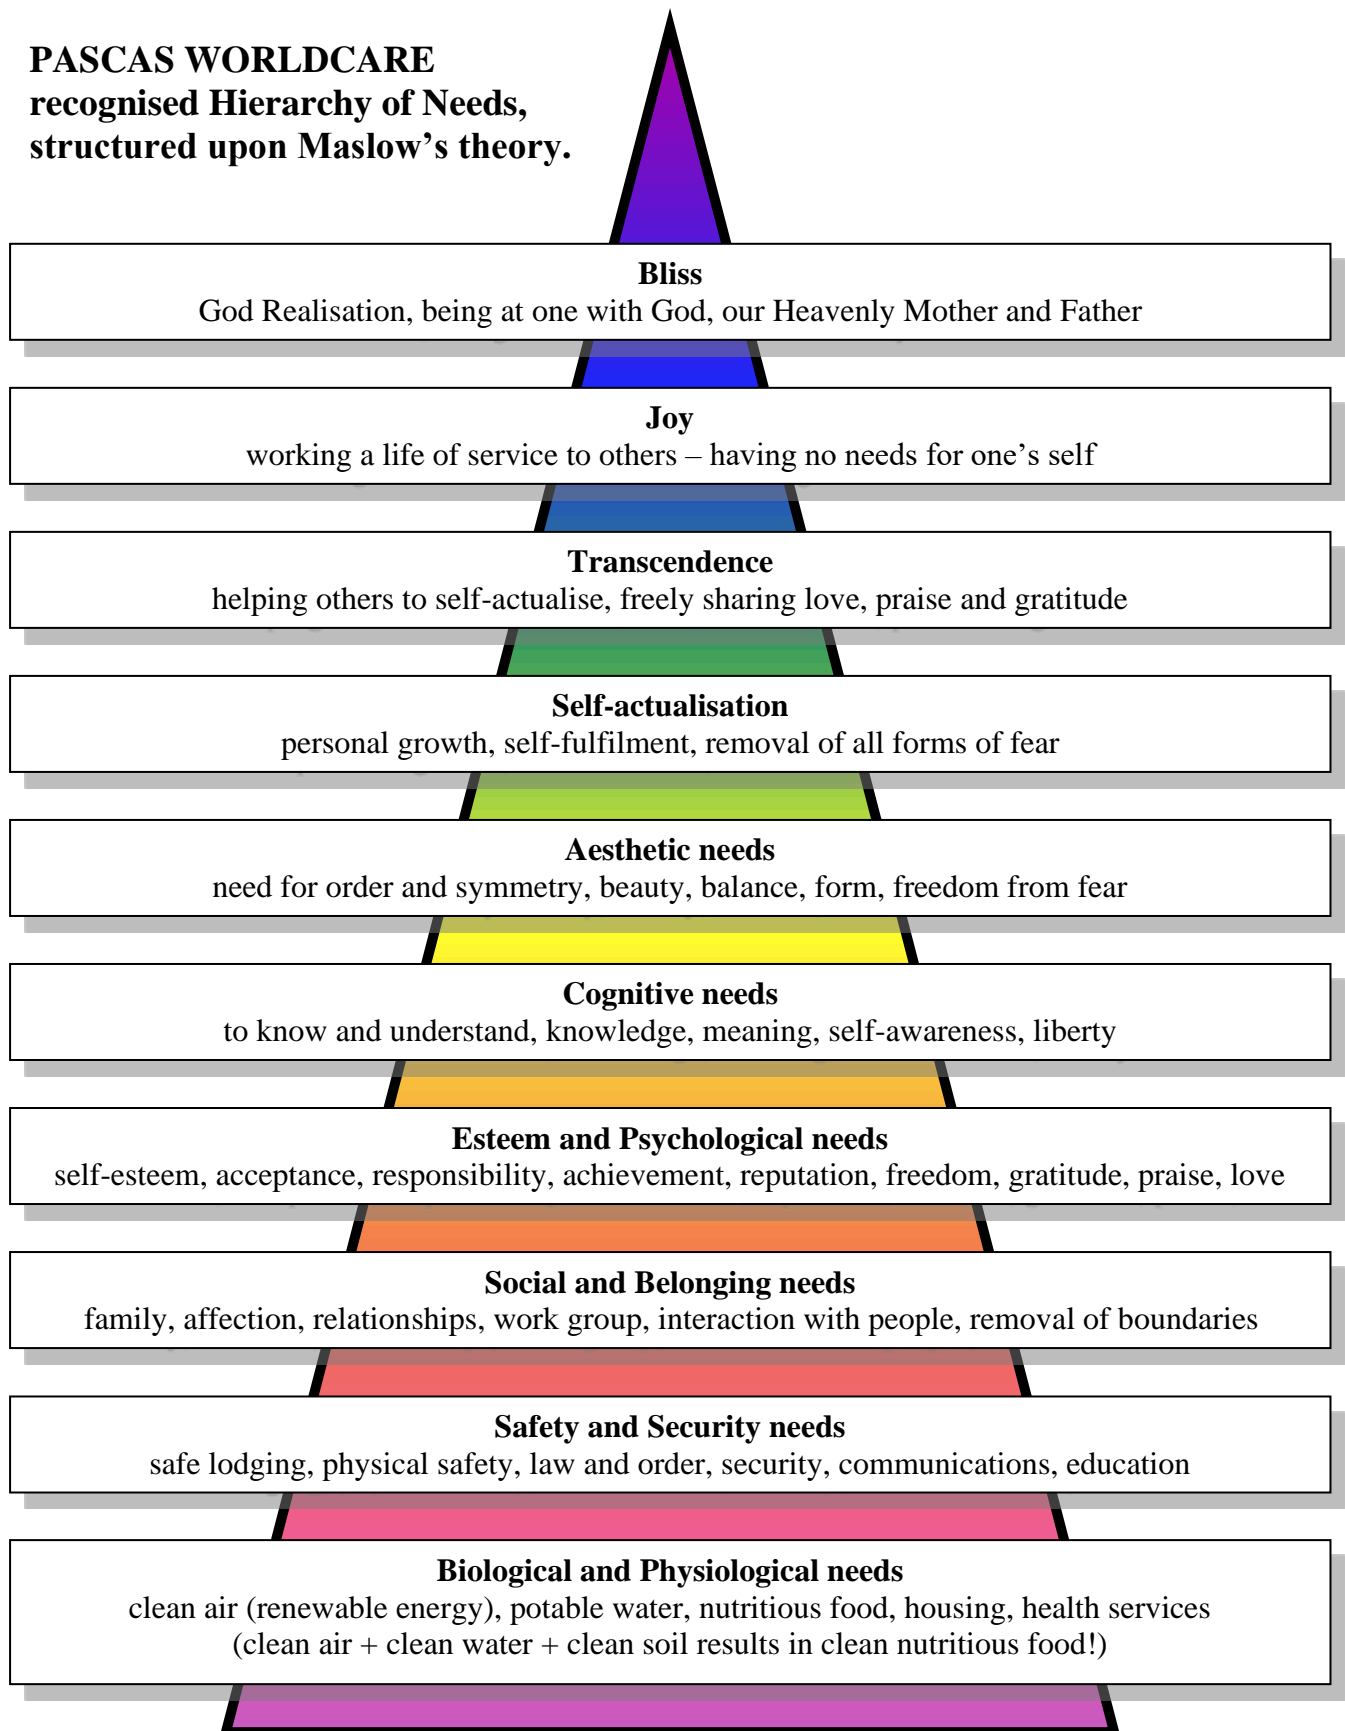 PASCAS WORLDCARE
recognised Hierarchy of Needs,
structured upon Maslow’s theory.
Bliss
God Realisation, being at one with God, our Heavenly Mother and Father
Joy
working a life of service to others – having no needs for one’s self
Transcendence
helping others to self-actualise, freely sharing love, praise and gratitude
Self-actualisation
personal growth, self-fulfilment, removal of all forms of fear
Aesthetic needs
need for order and symmetry, beauty, balance, form, freedom from fear
Cognitive needs
to know and understand, knowledge, meaning, self-awareness, liberty
Esteem and Psychological needs
self-esteem, acceptance, responsibility, achievement, reputation, freedom, gratitude, praise, love
Social and Belonging needs
family, affection, relationships, work group, interaction with people, removal of boundaries
Safety and Security needs
safe lodging, physical safety, law and order, security, communications, education
Biological and Physiological needs
clean air (renewable energy), potable water, nutritious food, housing, health services
(clean air + clean water + clean soil results in clean nutritious food!)